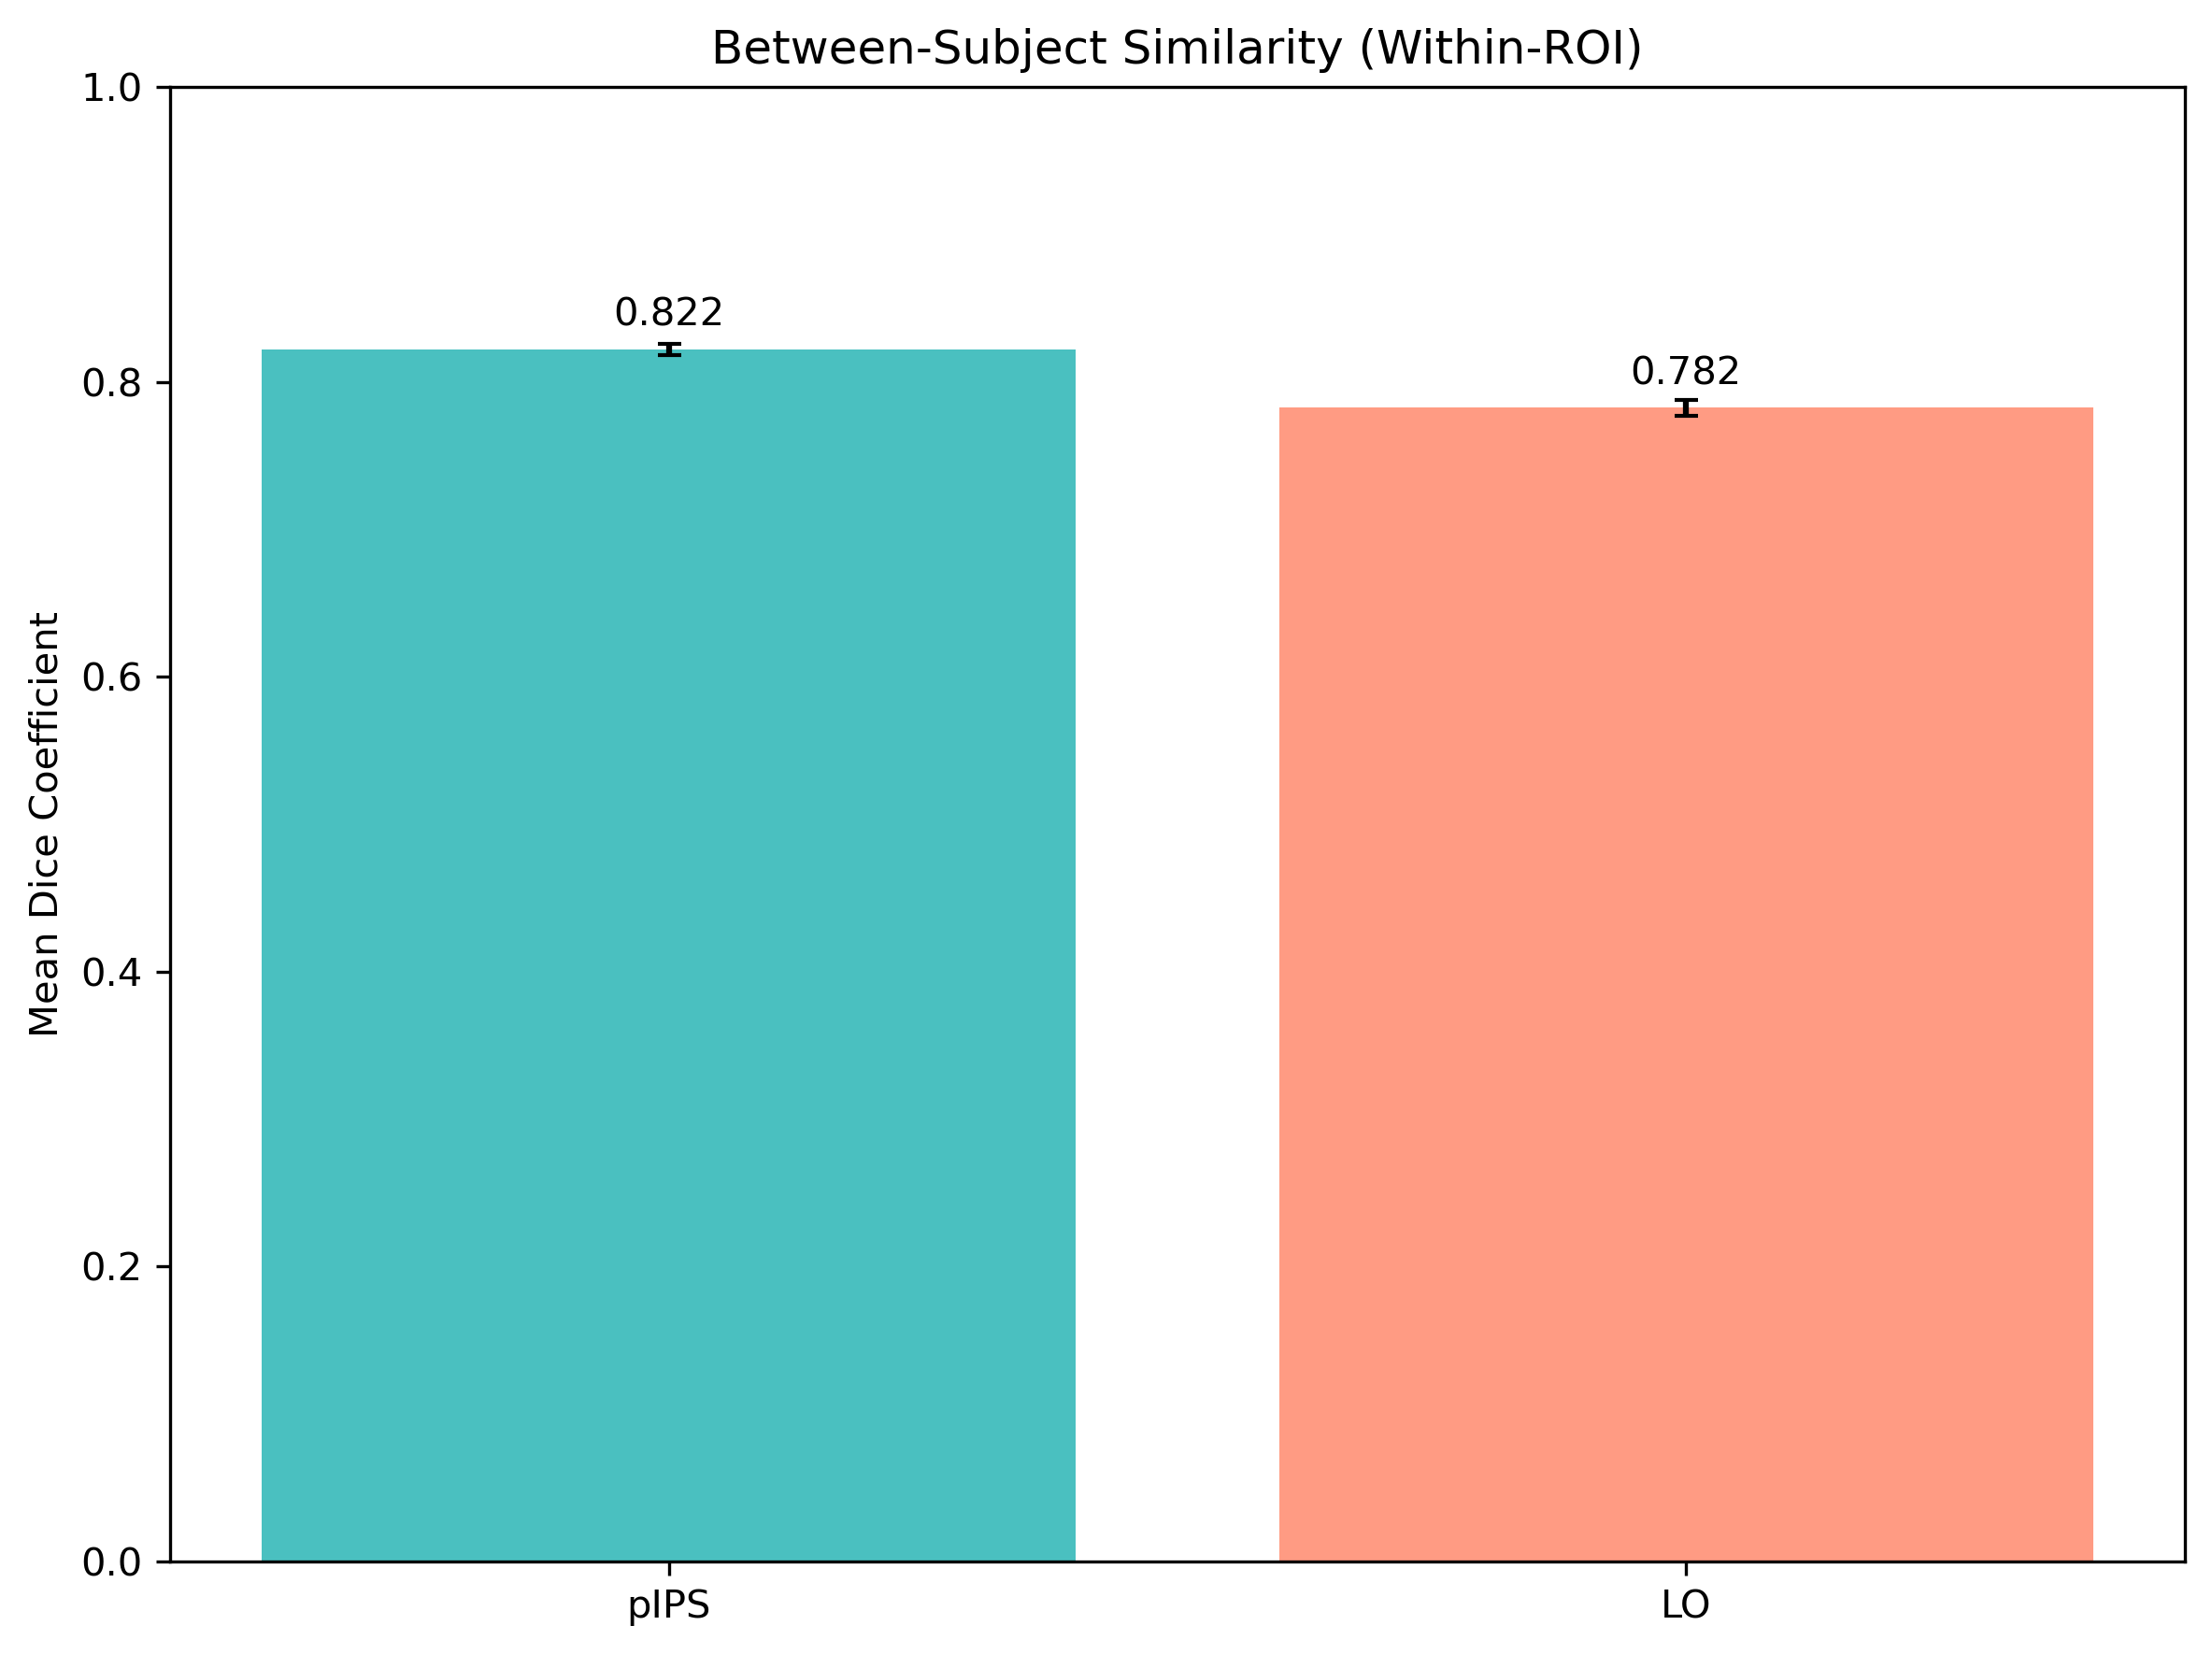 Between-Subject Similarity (Within-ROI)
1.0
0.8
0.6
0.4
0.2
0.0
Mean Dice Coefficient
0.822
0.782
pIPS
LO